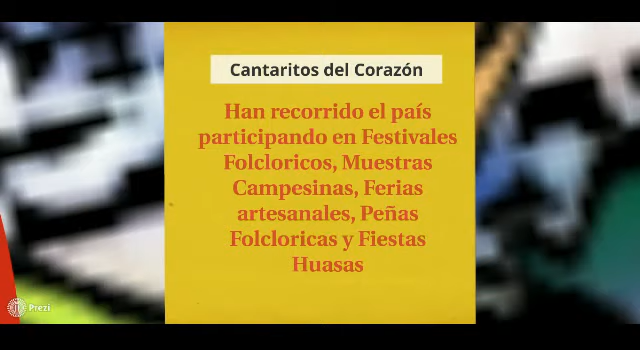 Cantaritos del Corazón
Han recorrido el país
participando en Festivales
Folcloricos, Muestras
Campesinas, Ferias
artesanales, Peñas
Folcloricas y Fiestas
Huasas
Prezi